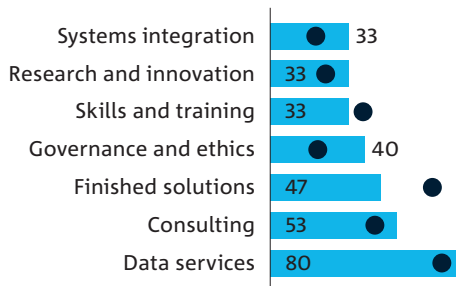 Systems integration 33
Research and innovation 33
Skills and training 33
Governance and ethics 40
Finished solutions 47
Consulting 53
Data services 80